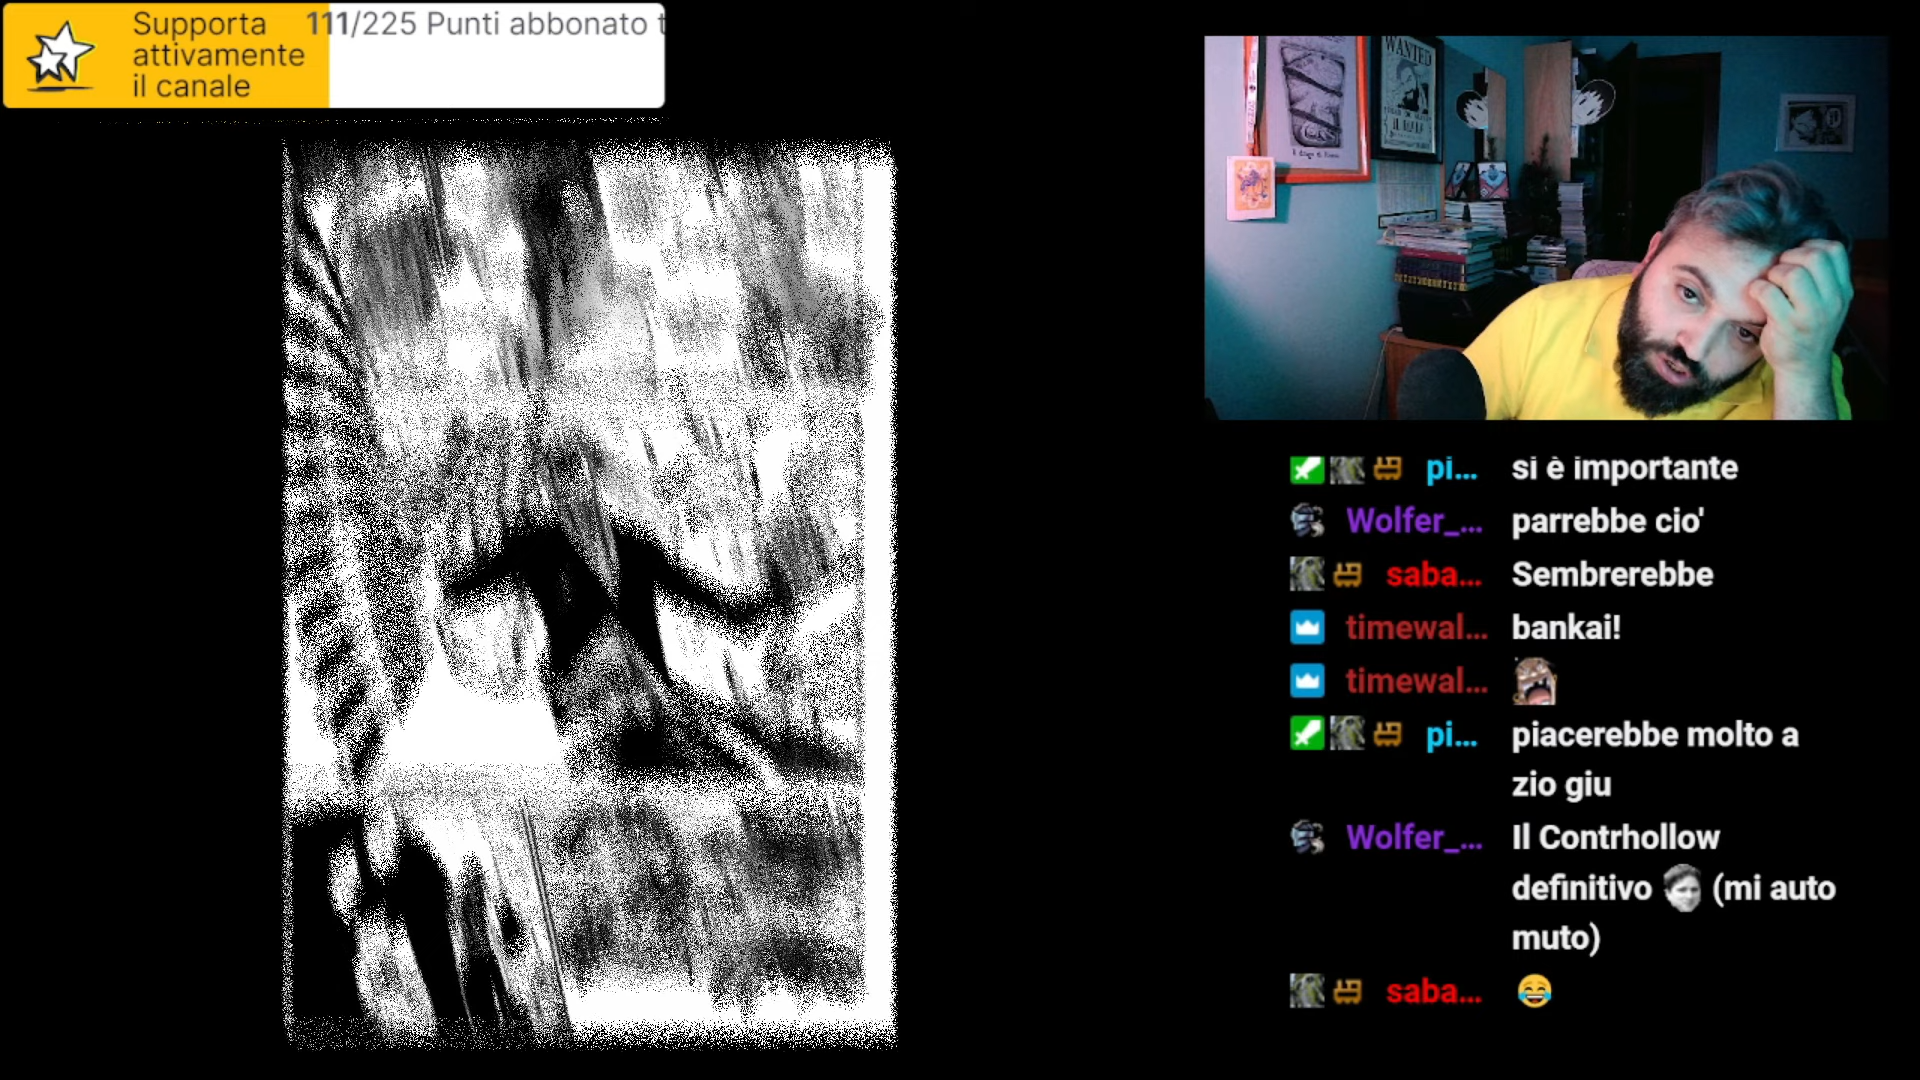 Supporta
attivamente
il canale
111/225 Punti abbonato t
WANTED
si è importante
pi...
Wolfer_... parrebbe cio'
saba... Sembrerebbe
timewal... bankai!
timewal...
pi... piacerebbe molto a
zio giu
Wolfer_... Il Contrhollow
definitivo (mi auto
muto)
saba...